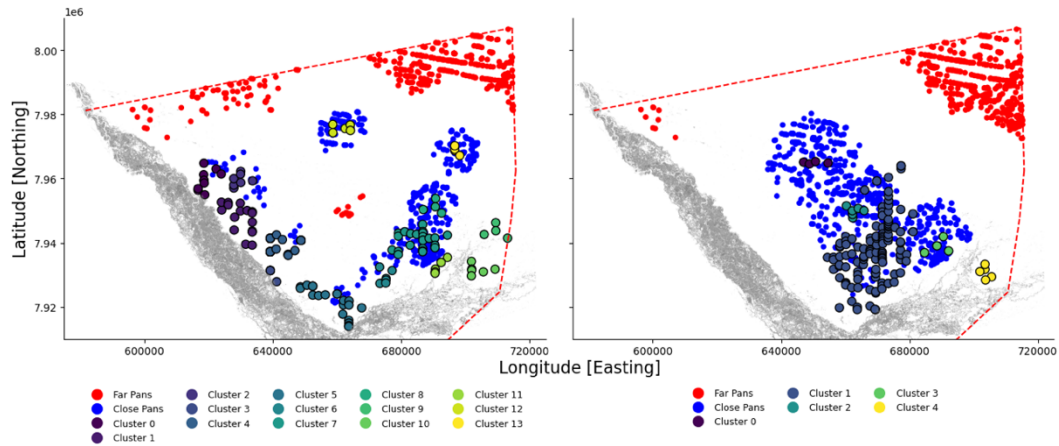 1e6
8.00
7.98
7.96
7.94
7.92
Latitude [Northing]
600000 640000 680000 720000 600000 640000 680000 720000
Longitude [Easting]
Far Pans Cluster 2 Cluster 5 Cluster 8 Cluster 11 Far Pans Cluster 1 Cluster 3
Close Pans Cluster 3 Cluster 6 Cluster 9 Cluster 12 Close Pans Cluster 2 Cluster 4
Cluster 0 Cluster 4 Cluster 7 Cluster 10 Cluster 13 Cluster 0
Cluster 1